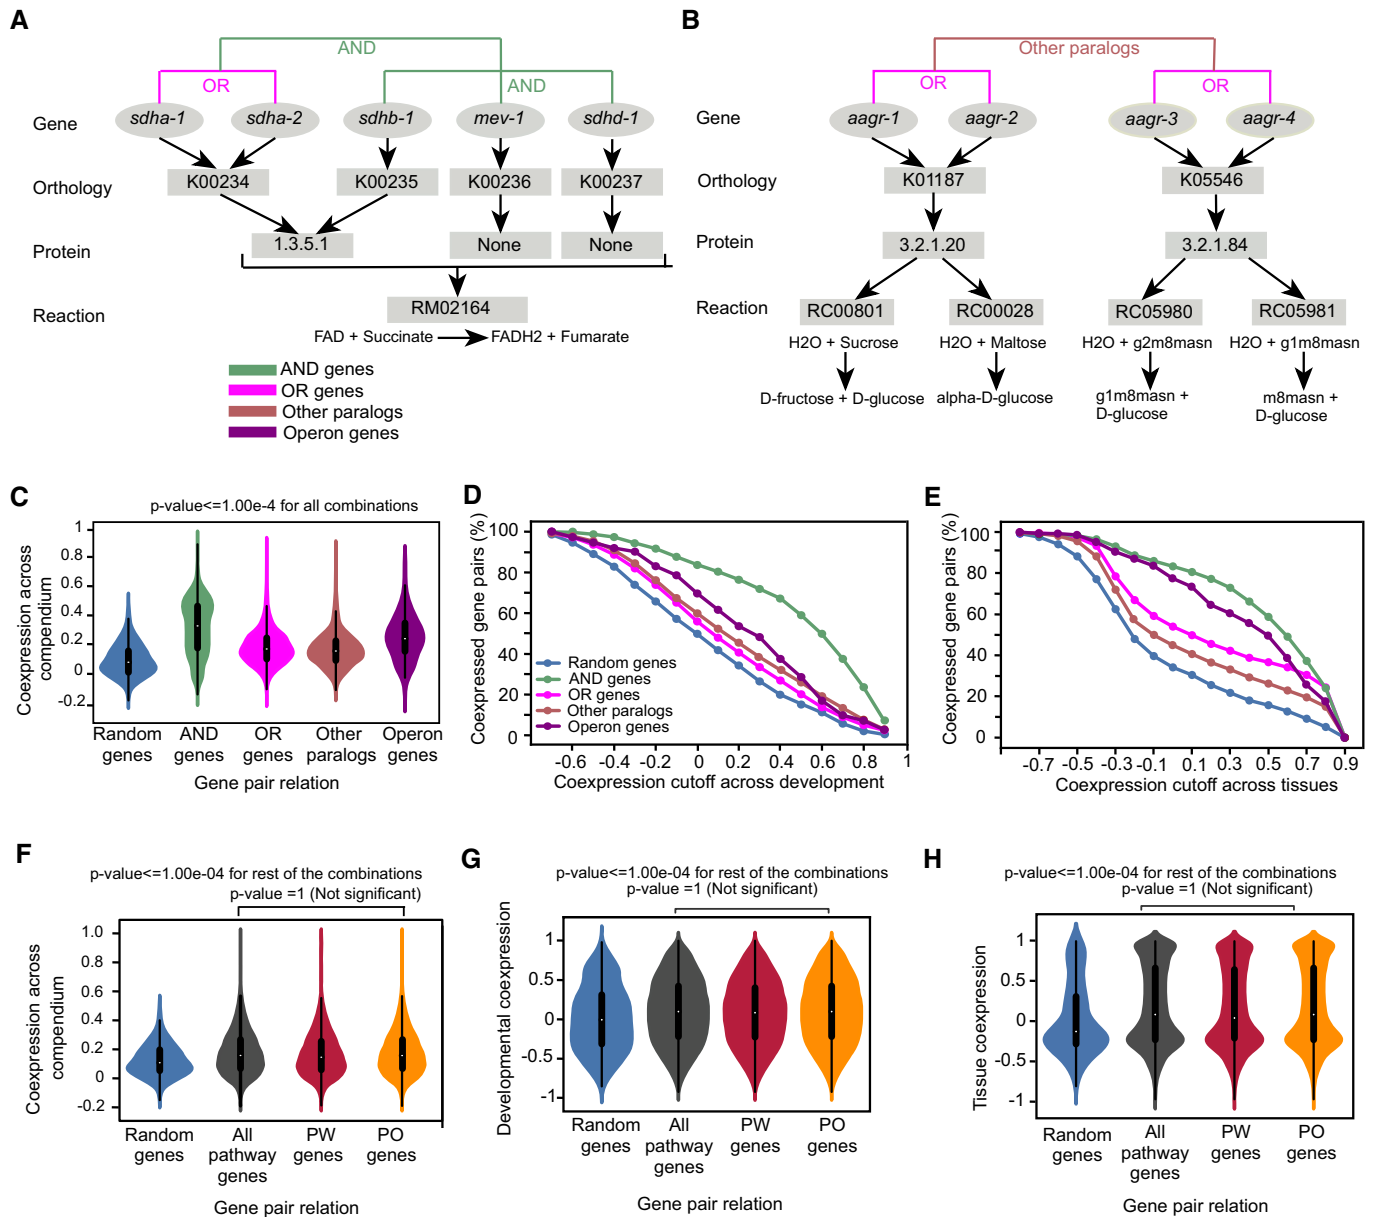 A
AND
OR
AND
sdha-1 sdha-2 sdhb-1 mev-1 sdhd-1
Gene
K00234 K00235 K00236 K00237
Orthology
1.3.5.1 None None
Protein
RM02164
Reaction
FAD + Succinate FADH2 + Fumarate
AND genes
OR genes
Other paralogs
Operon genes
B
Other paralogs
OR OR
Gene
aagr-1 aagr-2 aagr-3 aagr-4
Orthology
K01187 K05546
Protein
3.2.1.20 3.2.1.84
Reaction
RC00801 RC00028 RC05980 RC05981
H2O + Sucrose H2O + Maltose H2O + g2m8masn H2O + g1m8masn
D-fructose + D-glucose alpha-D-glucose g1m8masn + D-glucose m8masn + D-glucose
C
p-value<=1.00e-4 for all combinations
Coexpression across compendium
1
0.8
0.6
0.4
0.2
0
-0.2
Random genes AND genes OR genes Other paralogs Operon genes
Gene pair relation
D
Coexpressed gene pairs (%)
100
80
60
40
20
0
Random genes
AND genes
OR genes
Other paralogs
Operon genes
-0.6 -0.4 -0.2 0 0.2 0.4 0.6 0.8 1
Coexpression cutoff across development
E
Coexpressed gene pairs (%)
100
80
60
40
20
0
-0.7 -0.5 -0.3 -0.1 0.1 0.3 0.5 0.7 0.9
Coexpression cutoff across tissues
F
p-value<=1.00e-04 for rest of the combinations
p-value =1 (Not significant)
Coexpression across compendium
1.0
0.8
0.6
0.4
0.2
0
-0.2
Random genes All pathway genes PW genes PO genes
Gene pair relation
G
p-value<=1.00e-04 for rest of the combinations
p-value =1 (Not significant)
Developmental coexpression
1
0.5
0
-0.5
-1
Random genes All pathway genes PW genes PO genes
Gene pair relation
H
p-value<=1.00e-04 for rest of the combinations
p-value =1 (Not significant)
Tissue coexpression
1
0.5
0
-0.5
-1
Random genes All pathway genes PW genes PO genes
Gene pair relation